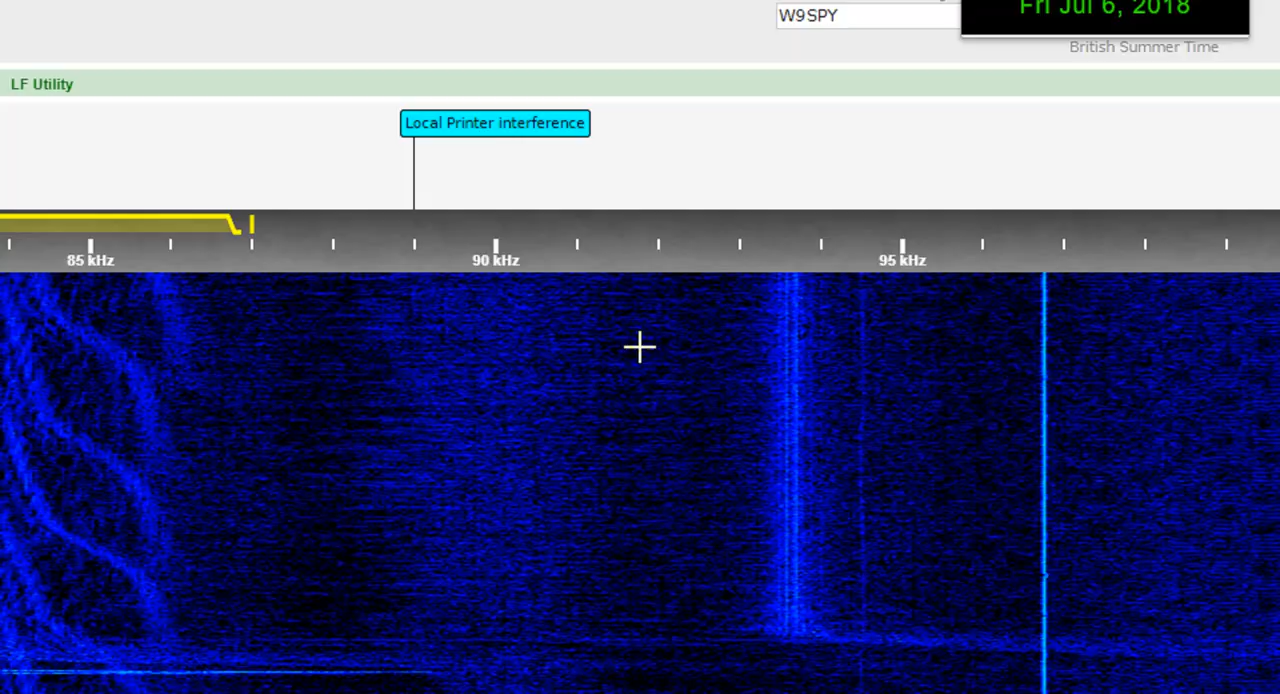 Fri Jul 6, 2018
W9SPY
British Summer Time
LF Utility
Local Printer interference
85 kHz
90 kHz
95 kHz